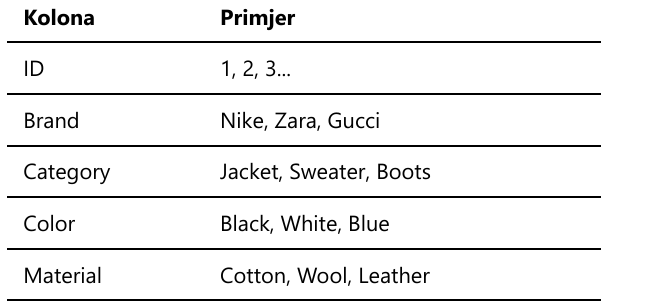 Kolona Primjer
ID 1, 2, 3...
Brand Nike, Zara, Gucci
Category Jacket, Sweater, Boots
Color Black, White, Blue
Material Cotton, Wool, Leather